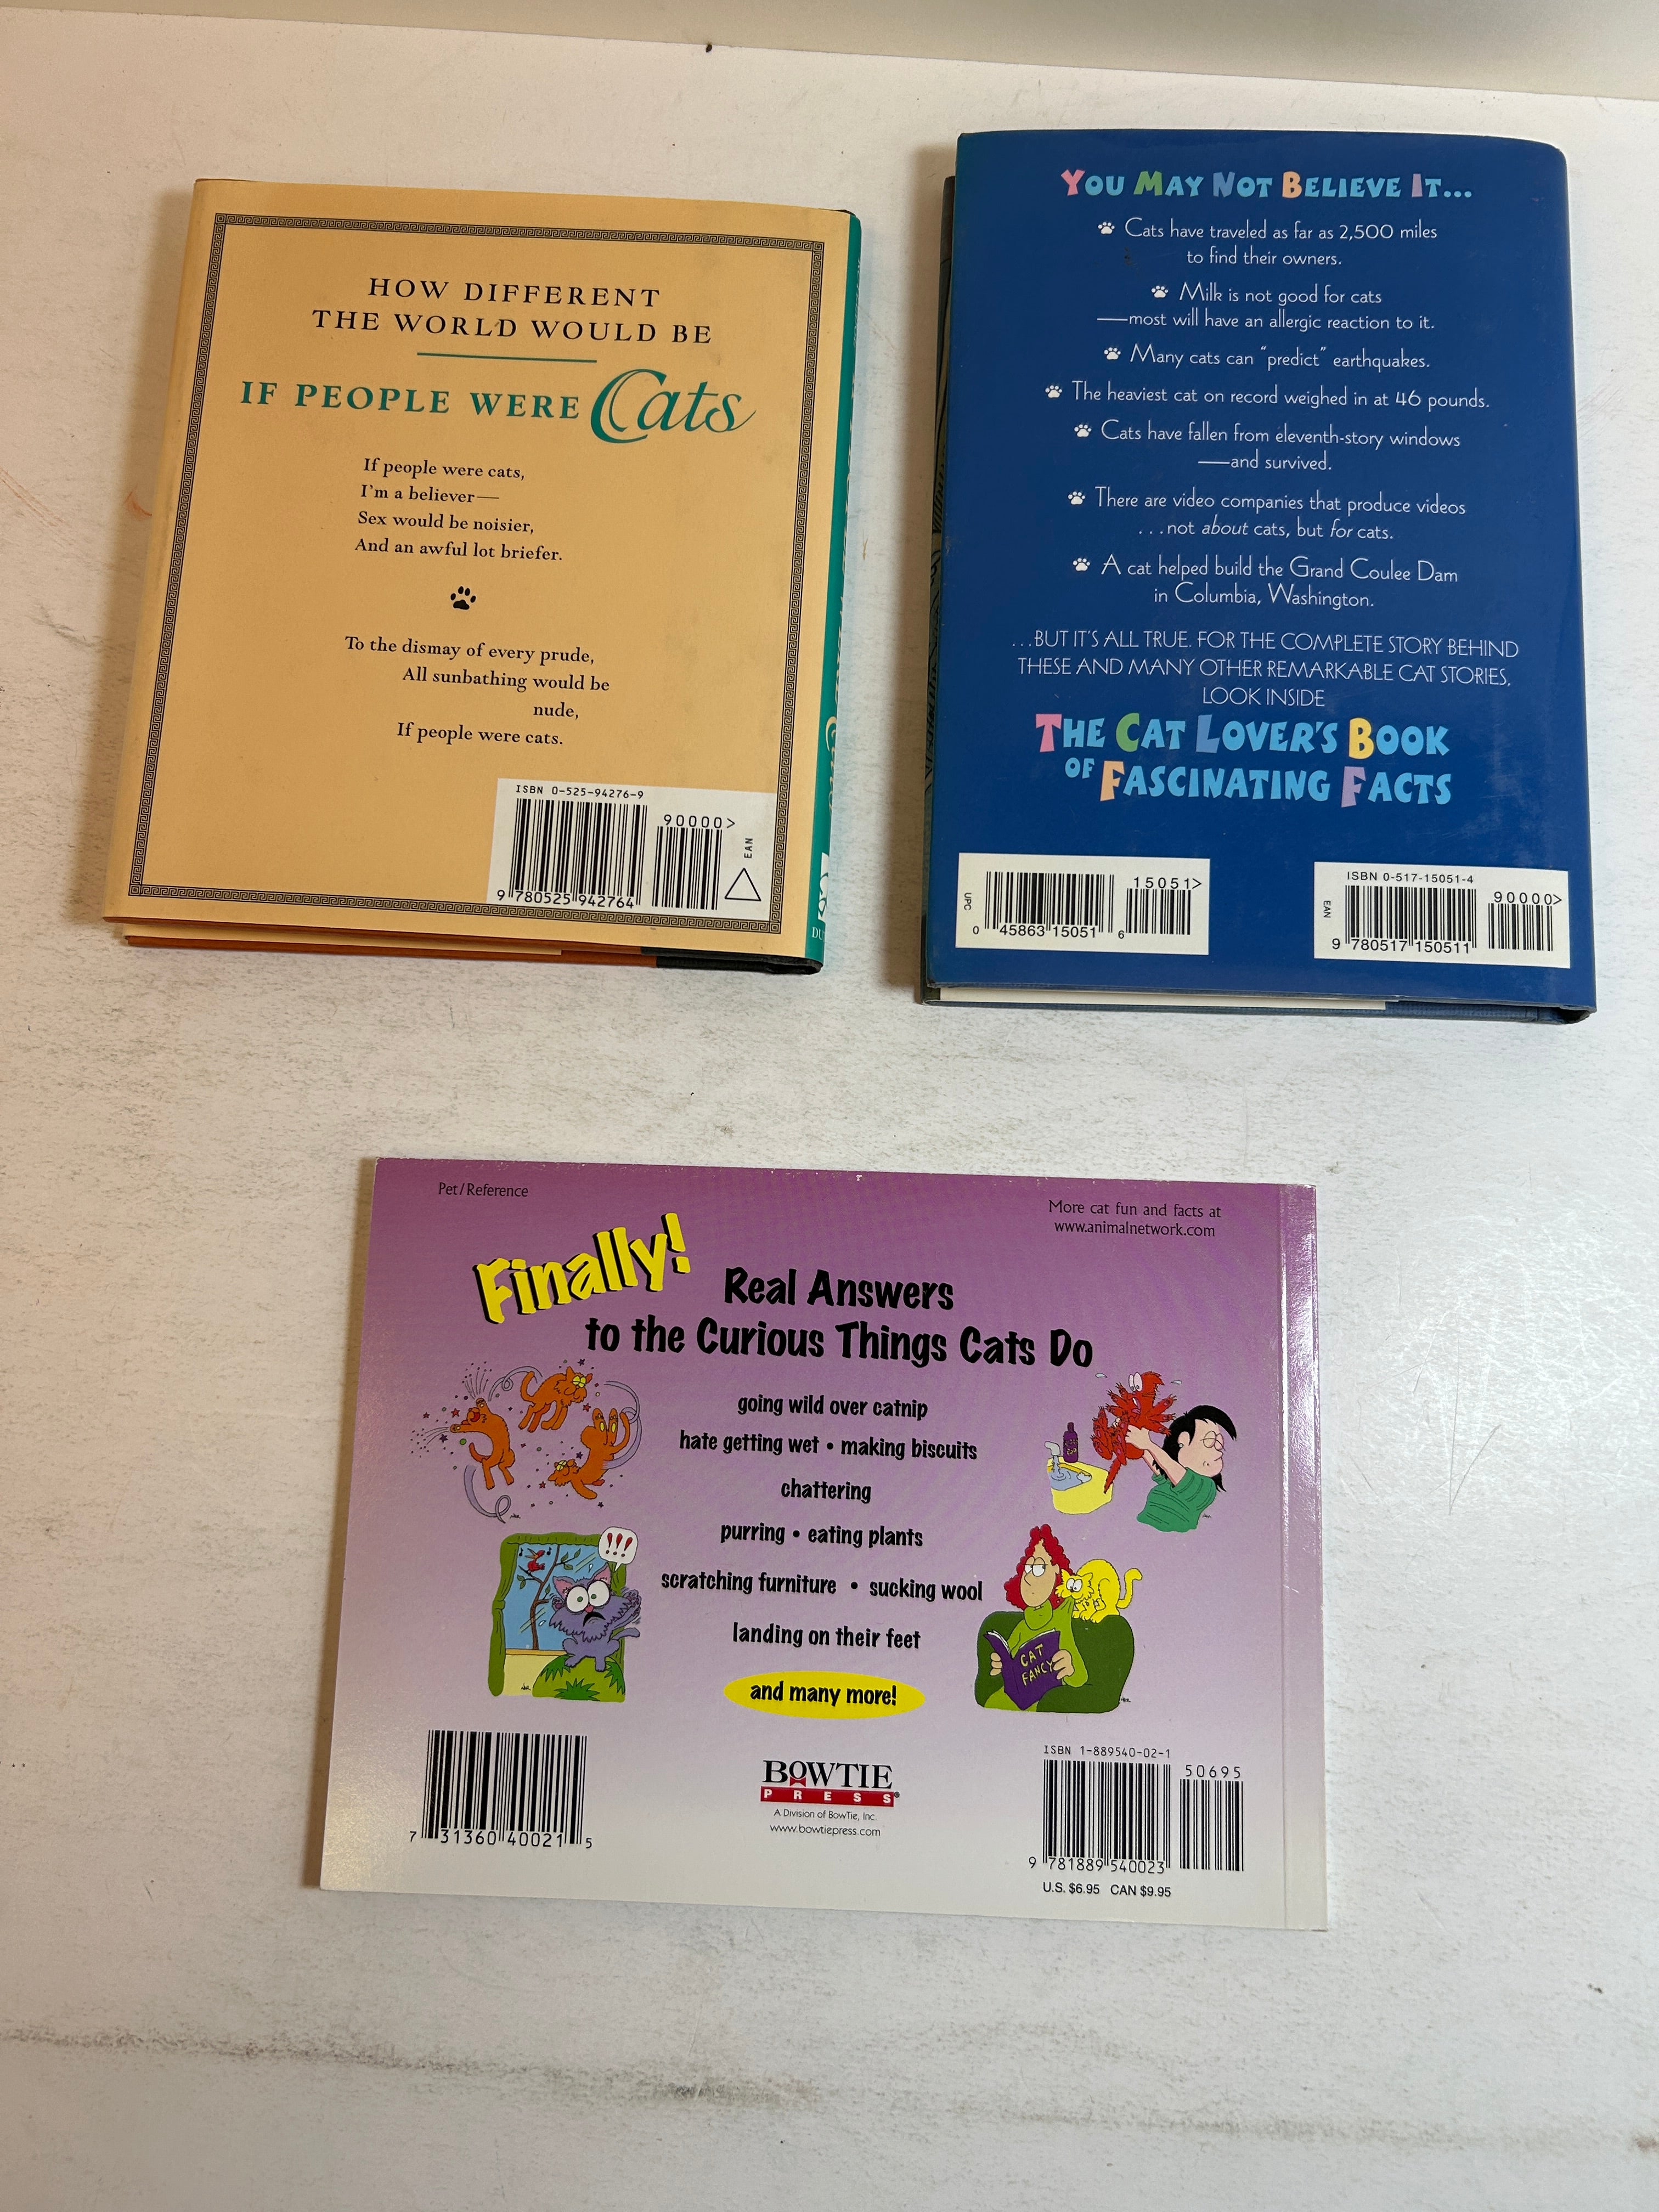 HOW DIFFERENT
THE WORLD WOULD BE
IF PEOPLE WERE Cats
If people were cats,
I'm a believer—
Sex would be noisier,
And an awful lot briefer.
To the dismay of every prude,
All sunbathing would be
nude,
If people were cats.
ISBN 0-525-94276-9
90000>
EAN
9 780525 942764
YOU MAY NOT BELIEVE IT...
Cats have traveled as far as 2,500 miles
to find their owners.
Milk is not good for cats
—most will have an allergic reaction to it.
Many cats can "predict" earthquakes.
The heaviest cat on record weighed in at 46 pounds.
Cats have fallen from eleventh-story windows
—and survived.
There are video companies that produce videos
...not about cats, but for cats.
A cat helped build the Grand Coulee Dam
in Columbia, Washington.
...BUT IT'S ALL TRUE. FOR THE COMPLETE STORY BEHIND
THESE AND MANY OTHER REMARKABLE CAT STORIES,
LOOK INSIDE
THE CAT LOVER'S BOOK
OF FASCINATING FACTS
UPC
15051>
0 45863 15051 6
ISBN 0-517-15051-4
EAN
90000>
9 780517 150511
Pet/Reference
More cat fun and facts at
www.animalnetwork.com
Finally! Real Answers
to the Curious Things Cats Do
going wild over catnip
hate getting wet • making biscuits
chattering
purring • eating plants
scratching furniture • sucking wool
landing on their feet
and many more!
!!!
CAT
FANCY
7 31360 40021 5
BOWTIE
PRESS®
A Division of BowTie, Inc.
www.bowtiepress.com
ISBN 1-889540-02-1
50695
9 781889 540023
U.S. $6.95 CAN $9.95